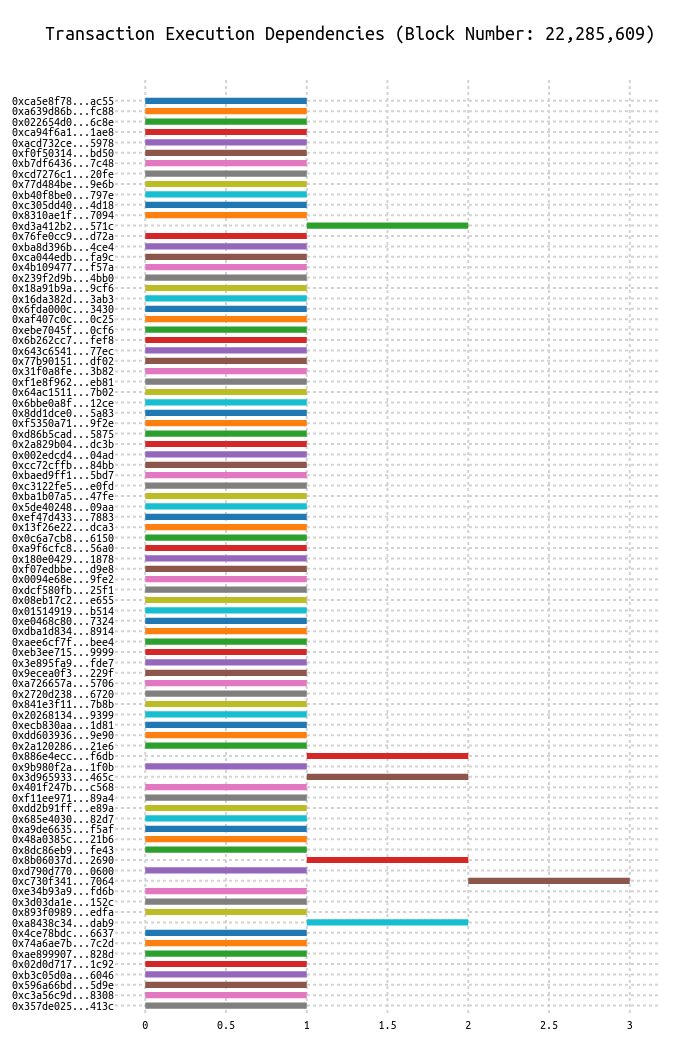 Transaction Execution Dependencies (Block Number: 22,285,609)
0xca5e8f78...ac55
0xa639d86b...fc88
0x022654d0...6c8e
0xca94f6a1...1ae8
0xacd732ce...5978
0xf0f50314...bd50
0xb7df6436...7c48
0xcd7276c1...20fe
0x77d484be...9e6b
0xb40f8be0...797e
0xc305dd40...4d18
0x8310ae1f...7094
0xd3a412b2...571c
0x76fe0cc9...d72a
0xba8d396b...4ce4
0xca044edb...fa9c
0x4b109477...f57a
0x239f2d9b...4bb0
0x18a91b9a...9cf6
0x16da382d...3ab3
0x6fda000c...3430
0xaf407c0c...0c25
0xebe7045f...0cf6
0x6b262cc7...fef8
0x643c6541...77ec
0x77b90151...df02
0x31f0a8fe...3b82
0xf1e8f962...eb81
0x64ac1511...7b02
0x6bbe0a8f...12ce
0x8dd1dce0...5a83
0xf5350a71...9f2e
0xd86b5cad...5875
0x2a829b04...dc3b
0x002edcd4...04ad
0xcc72cffb...84bb
0xbaed9ff1...5bd7
0xc3122fe5...e0fd
0xba1b07a5...47fe
0x5de40248...09aa
0xef47d433...7883
0x13f26e22...dca3
0x0c6a7cb8...6150
0xa9f6cfc8...56a0
0x180e0429...1878
0xf07edbbe...d9e8
0x0094e68e...9fe2
0xdcf580fb...25f1
0x08eb17c2...e655
0x01514919...b514
0xe0468c80...7324
0xdba1d834...8914
0xaee6cf7f...bee4
0xeb3ee715...9999
0x3e895fa9...fde7
0x9ecea0f3...229f
0xa726657a...5706
0x2720d238...6720
0x841e3f11...7b8b
0x20268134...9399
0xecb830aa...1d81
0xdd603936...9e90
0x2a120286...21e6
0x886e4ecc...f6db
0x9b980f2a...1f0b
0x3d965933...465c
0x401f247b...c568
0xf11ee971...89a4
0xdd2b91ff...e89a
0x685e4030...82d7
0xa9de6635...f5af
0x48a0385c...21b6
0x8dc86eb9...fe43
0x8b06037d...2690
0xd790d770...0600
0xc730f341...7064
0xe34b93a9...fd6b
0x3d03da1e...152c
0x893f0989...edfa
0xa8438c34...dab9
0x4ce78bdc...6637
0x74a6ae7b...7c2d
0xae899907...828d
0x02d0d717...1c92
0xb3c05d0a...6046
0x596a66bd...5d9e
0xc3a56c9d...8308
0x357de025...413c
0 0.5 1 1.5 2 2.5 3